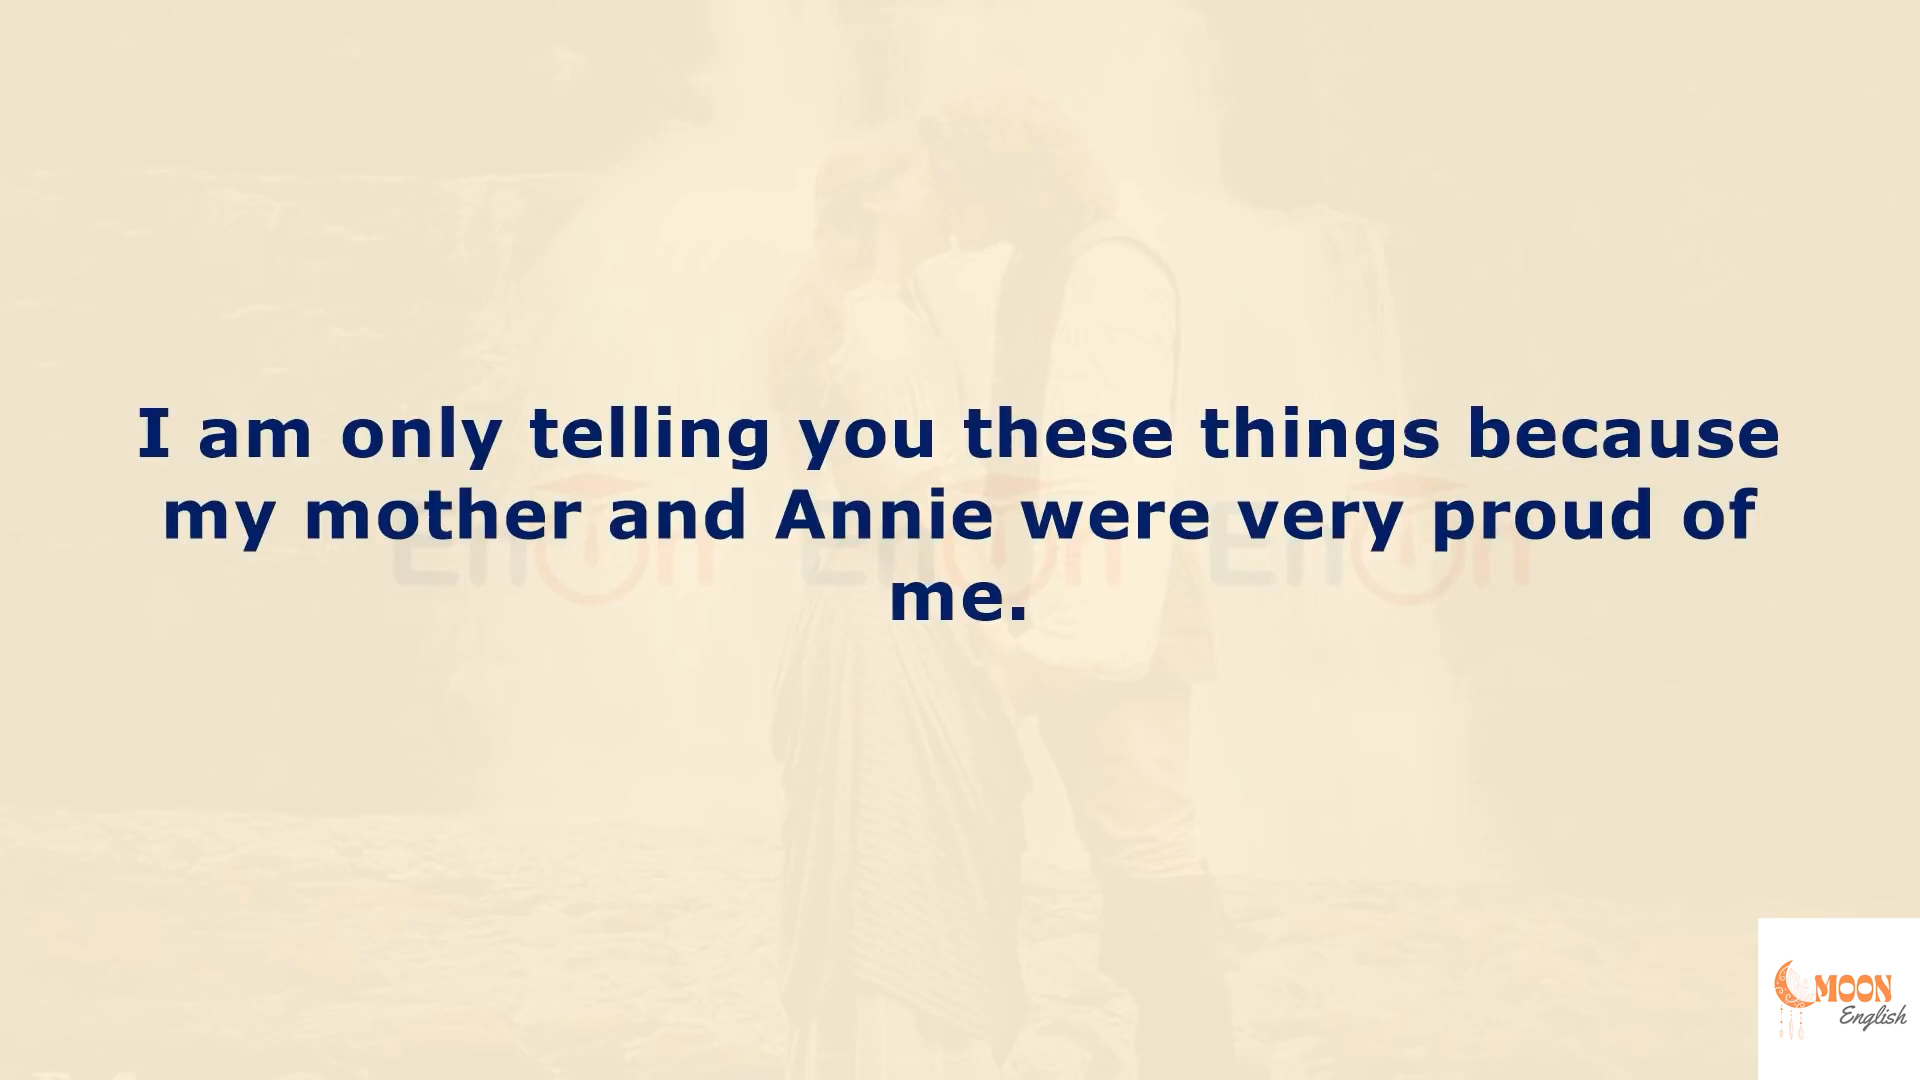 I am only telling you these things because
my mother and Annie were very proud of
me.
MOON
English